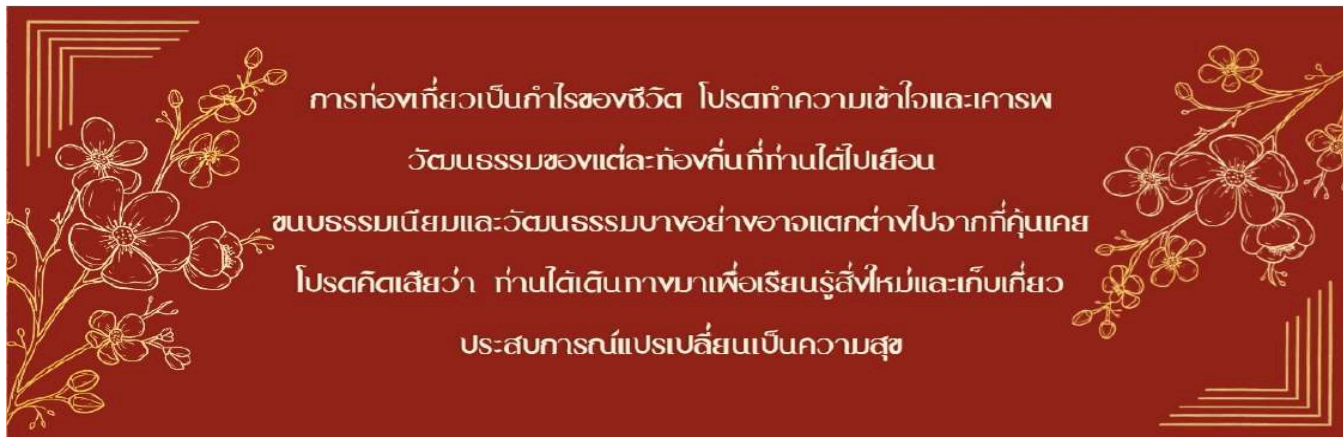 การท่องเที่ยวเป็นกำไรของชีวิต โปรดทำความเข้าใจและเคารพ
วัฒนธรรมของแต่ละท้องถิ่นที่ท่านได้ไปเยือน
ขนบธรรมเนียมและวัฒนธรรมบางอย่างอาจแตกต่างไปจากที่คุ้นเคย
โปรดคิดเสียว่า ท่านได้เดินทางมาเพื่อเรียนรู้สิ่งใหม่และเก็บเกี่ยว
ประสบการณ์แปรเปลี่ยนเป็นความสุข